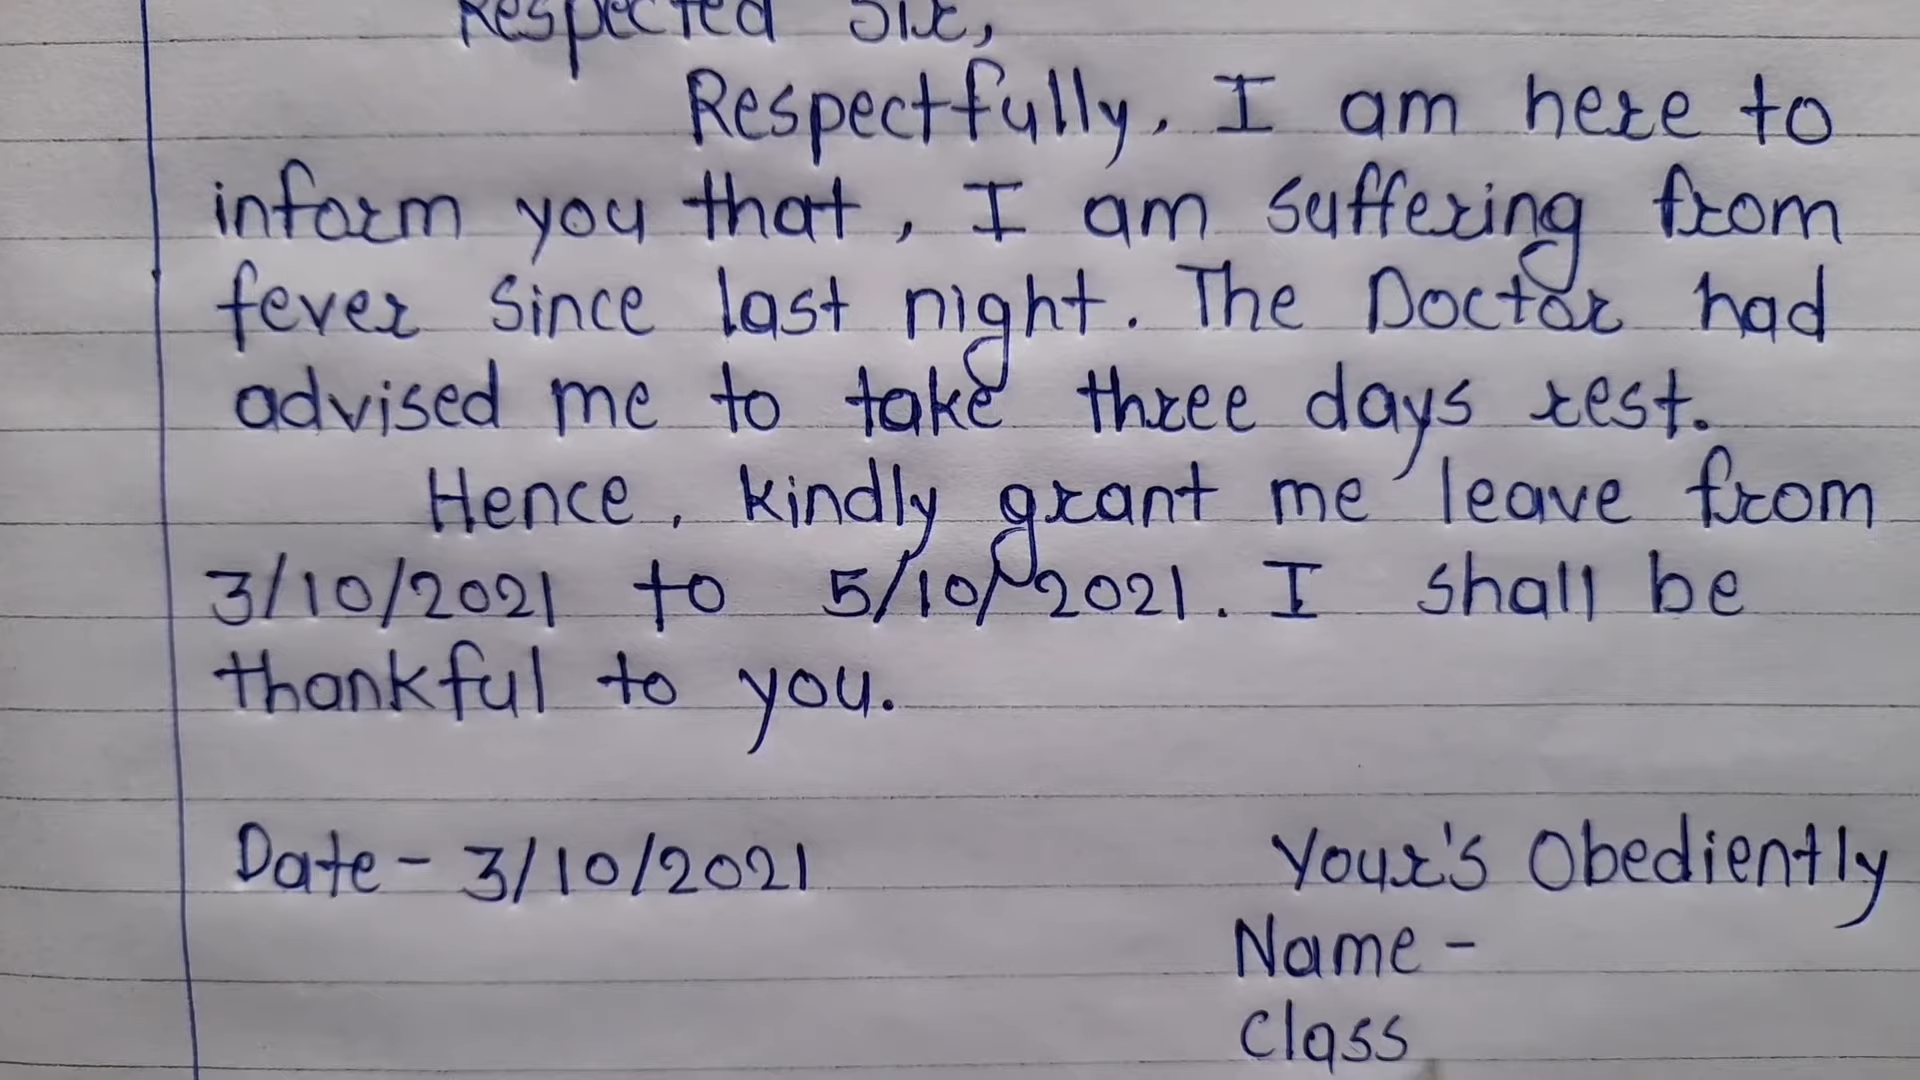 Respected Sir,
Respectfully, I am here to
inform you that, I am suffering from
fever since last night. The Doctor had
advised me to take three days rest.
Hence, kindly grant me leave from
3/10/2021 to 5/10/2021. I shall be
thankful to you.
Date - 3/10/2021 Your's Obediently
Name -
Class